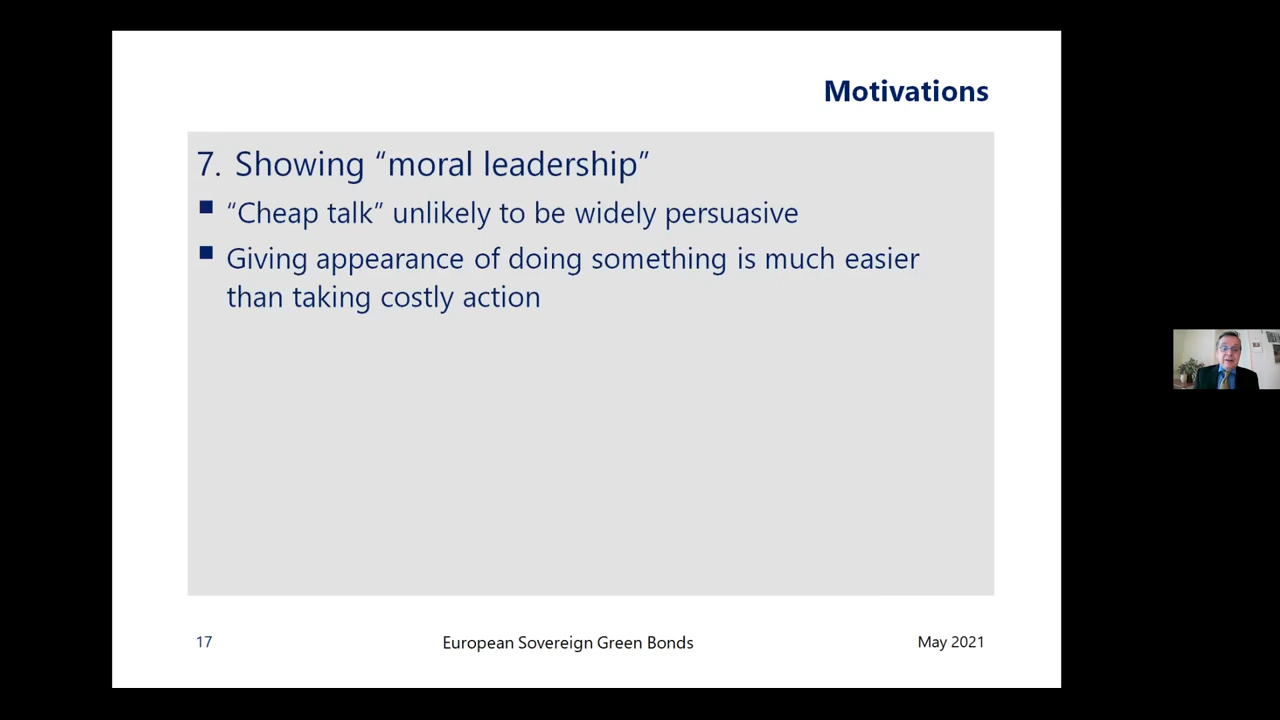 Motivations
7. Showing “moral leadership”
■ “Cheap talk” unlikely to be widely persuasive
■ Giving appearance of doing something is much easier
than taking costly action
17 European Sovereign Green Bonds May 2021